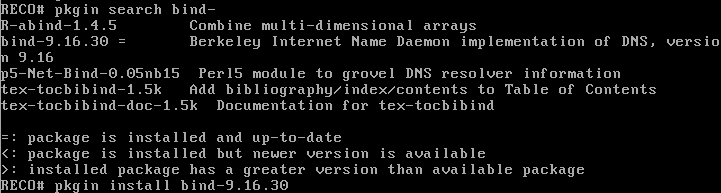 RECO# pkgin search bind-
R-abind-1.4.5        Combine multi-dimensional arrays
bind-9.16.30 =       Berkeley Internet Name Daemon implementation of DNS, versio
n 9.16
p5-Net-Bind-0.05nb15  Perl5 module to grovel DNS resolver information
tex-tocbibind-1.5k   Add bibliography/index/contents to Table of Contents
tex-tocbibind-doc-1.5k  Documentation for tex-tocbibind

=: package is installed and up-to-date
<: package is installed but newer version is available
>: installed package has a greater version than available package
RECO# pkgin install bind-9.16.30